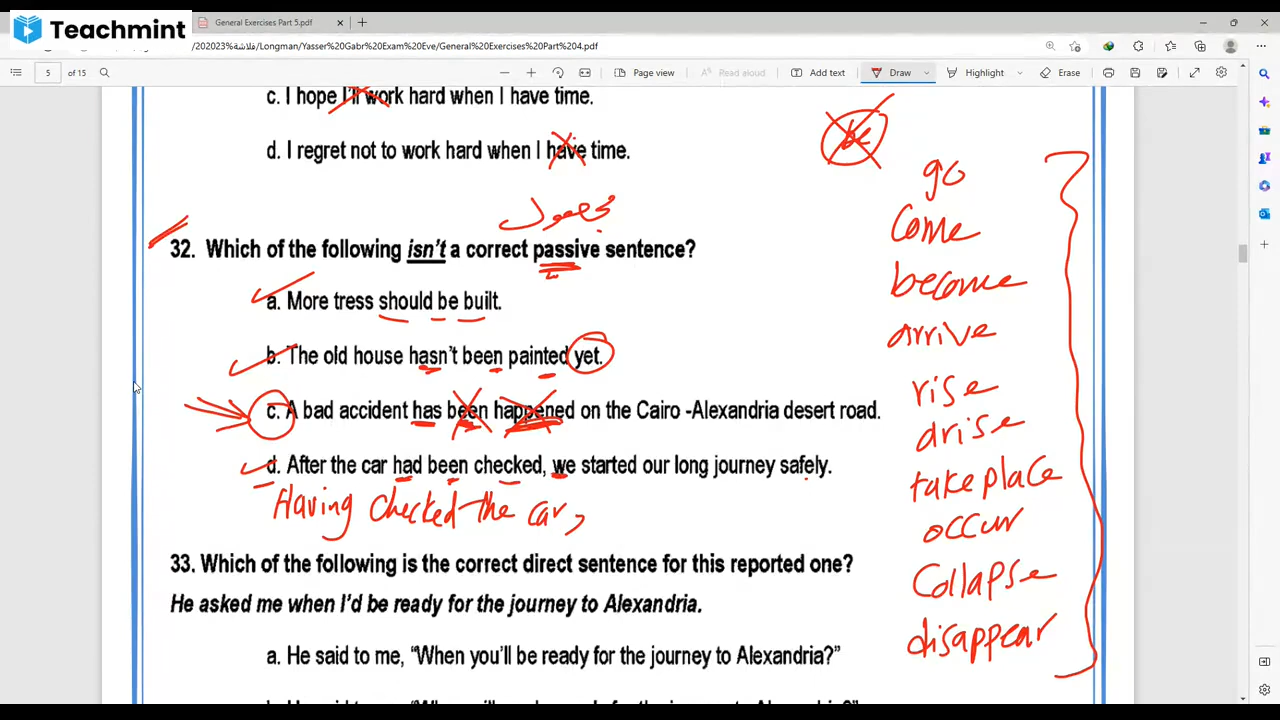 Teachmint
General Exercises Part 5.pdf
/202023فلاشة/Longman/Yasser%20Gabr%20Exam%20Eve/General%20Exercises%20Part%204.pdf
5 of 15
Page view
Read aloud
Add text
Draw
Highlight
Erase
c. I hope I'll work hard when I have time.
d. I regret not to work hard when I have time.
be
مجهول
32. Which of the following isn't a correct passive sentence?
a. More tress should be built.
b. The old house hasn't been painted yet.
c. A bad accident has been happened on the Cairo -Alexandria desert road.
d. After the car had been checked, we started our long journey safely.
Having checked the car,
33. Which of the following is the correct direct sentence for this reported one?
He asked me when I'd be ready for the journey to Alexandria.
a. He said to me, “When you'll be ready for the journey to Alexandria?”
go
come
become
arrive
rise
arise
take place
occur
Collapse
disappear